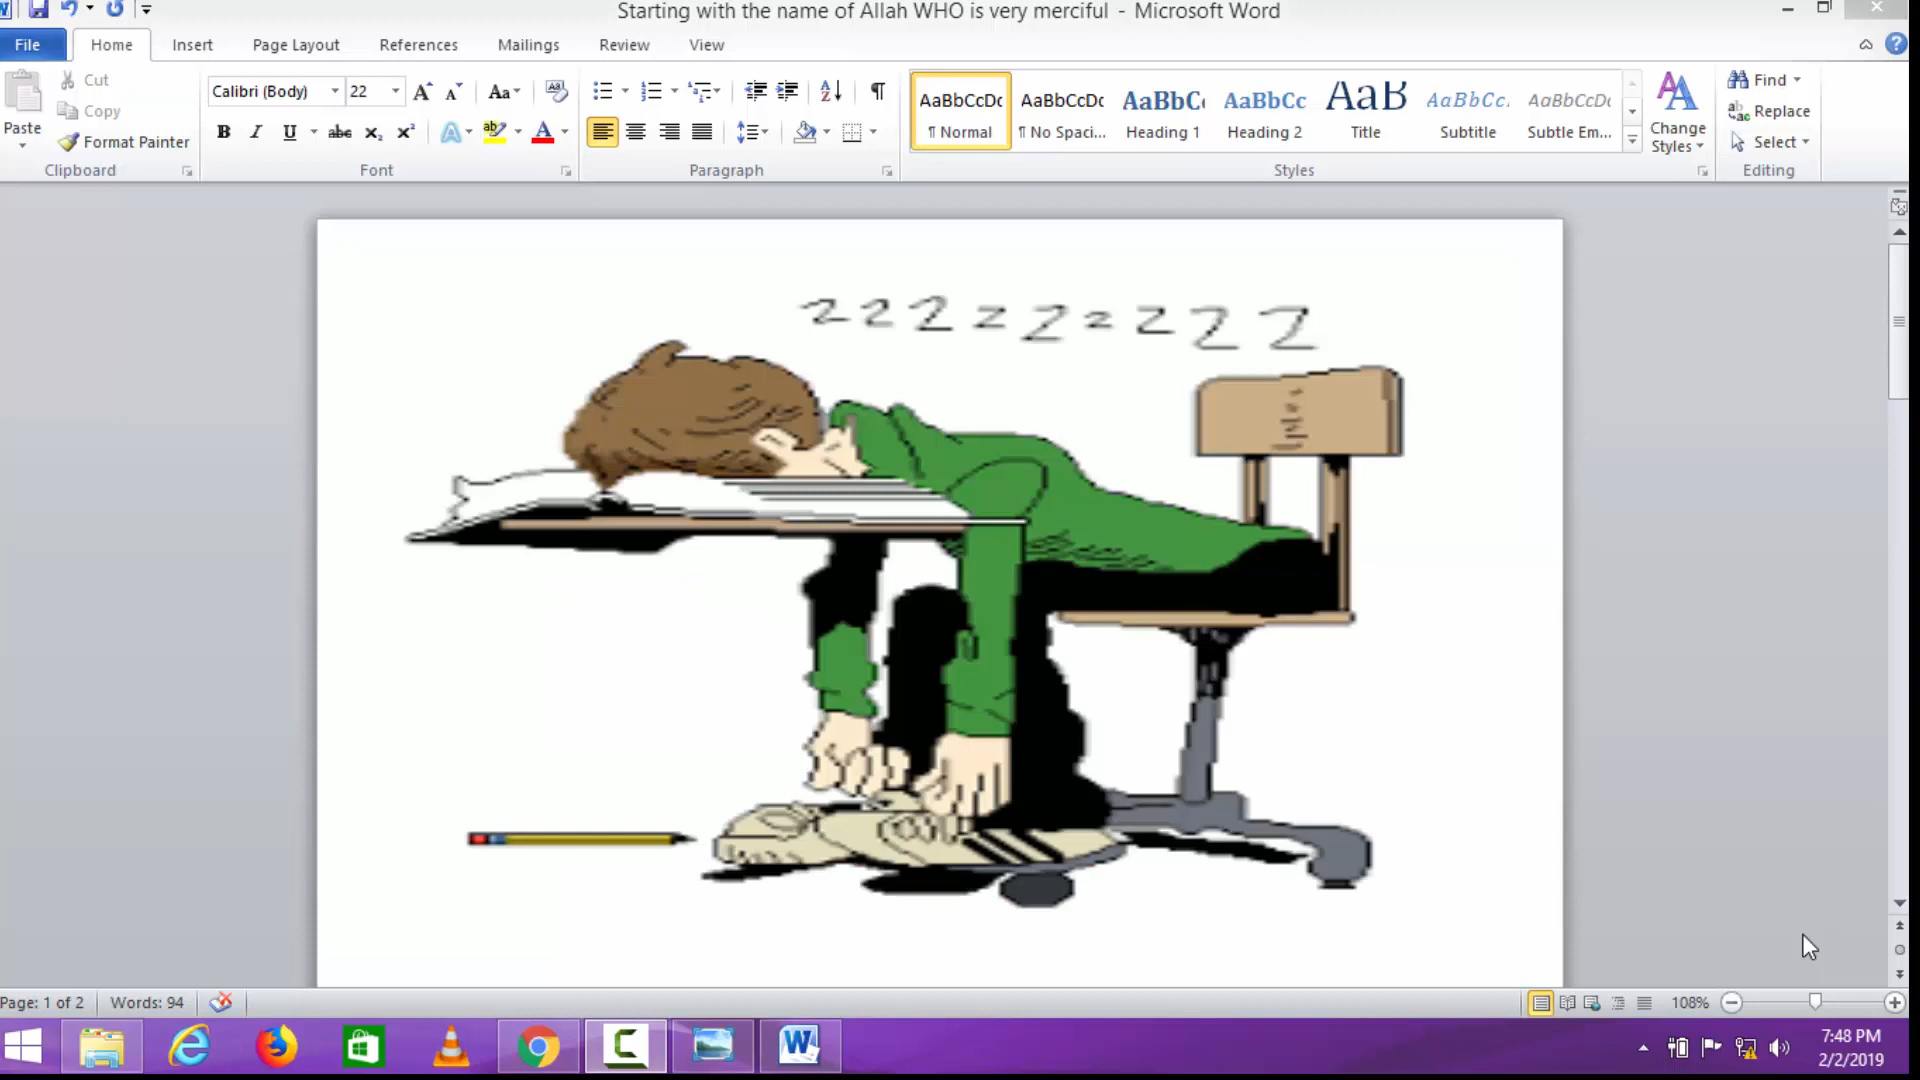 Starting with the name of Allah WHO is very merciful - Microsoft Word
File Home Insert Page Layout References Mailings Review View
Paste
Cut
Copy
Format Painter
Clipboard
Calibri (Body) 22
Font
Paragraph
AaBbCcDc AaBbCcDc AaBbC AaBbCc AaB AaBbCc. AaBbCcDc
¶ Normal ¶ No Spaci... Heading 1 Heading 2 Title Subtitle Subtle Em...
Styles
Change Styles
Find
Replace
Select
Editing
z z z z z z z z z
Page: 1 of 2 Words: 94 108%
7:48 PM
2/2/2019